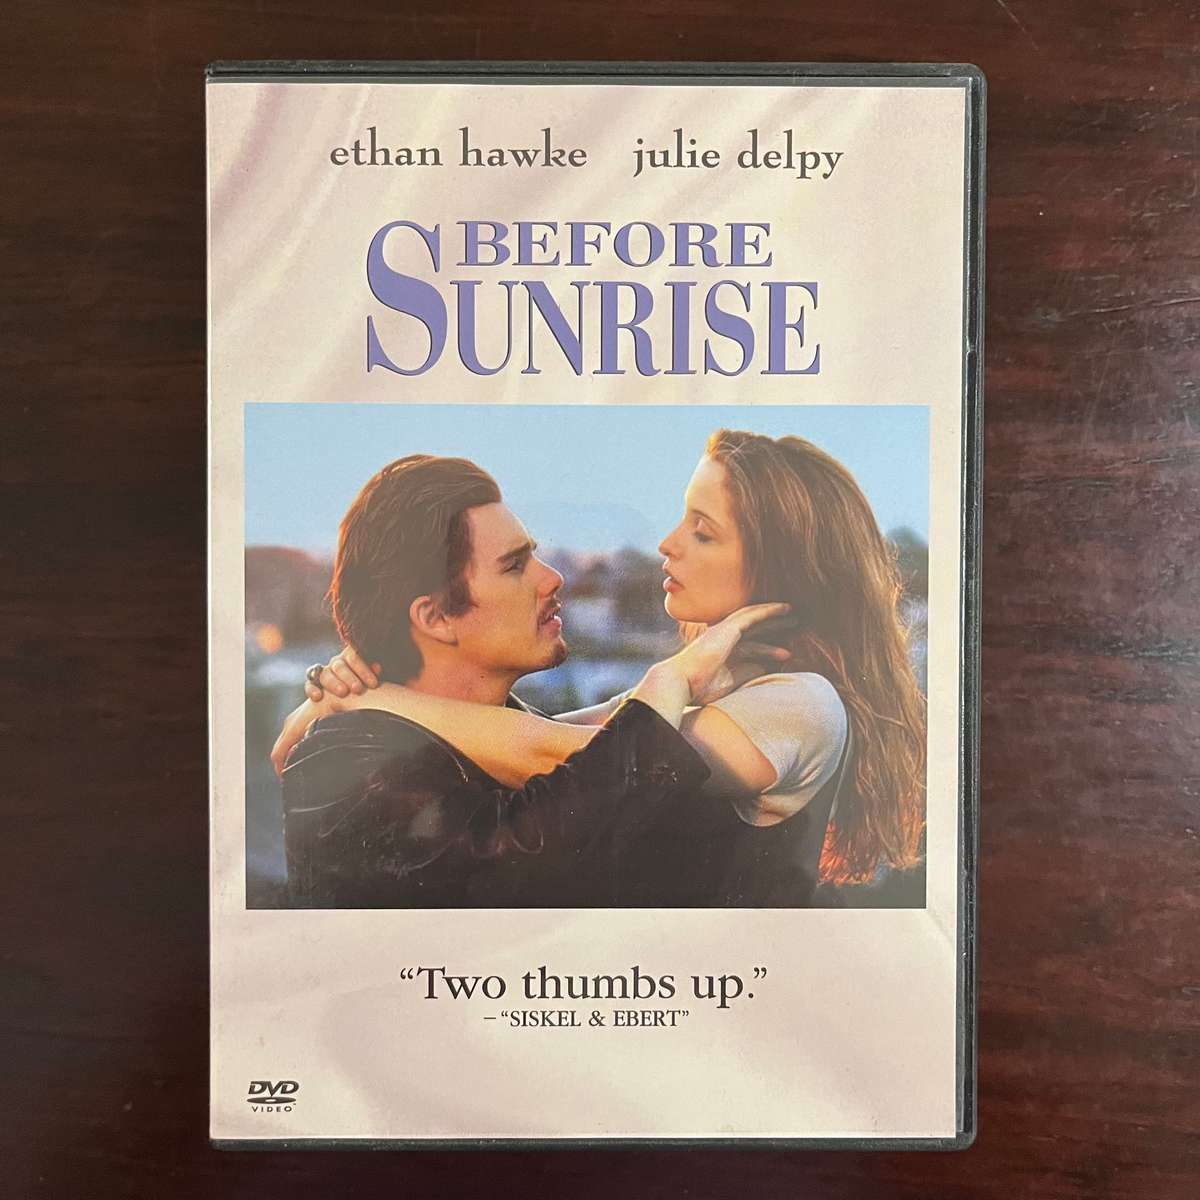 ethan hawke julie delpy
BEFORE
SUNRISE
“Two thumbs up.”
–“SISKEL & EBERT”
DVD
VIDEO